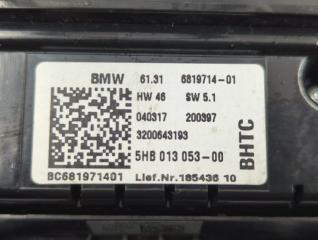 BMW 61.31 6819714-01
HW 46 SW 5.1
040317 200397
3200643193
5HB 013 053-00
BHTC
BC681971401 Lief.Nr.185436 10